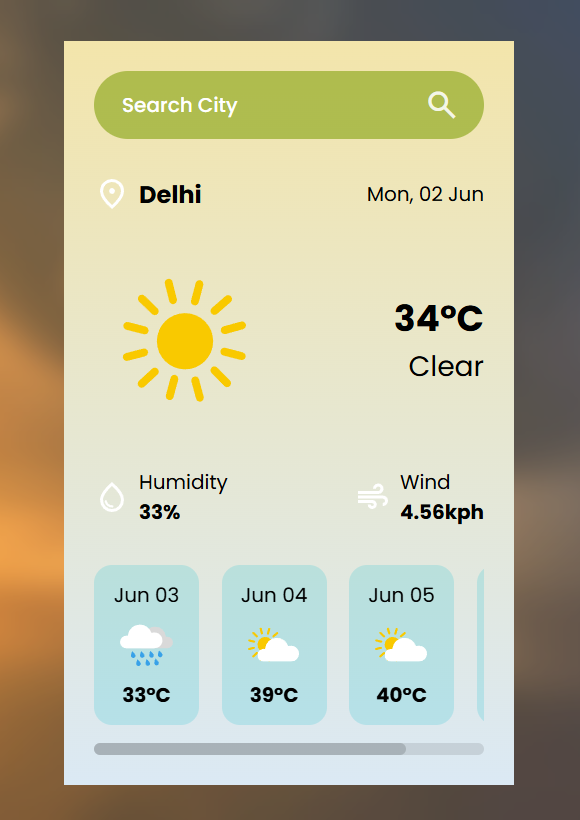 Search City
Delhi
Mon, 02 Jun
34°C
Clear
Humidity
33%
Wind
4.56kph
Jun 03
33°C
Jun 04
39°C
Jun 05
40°C